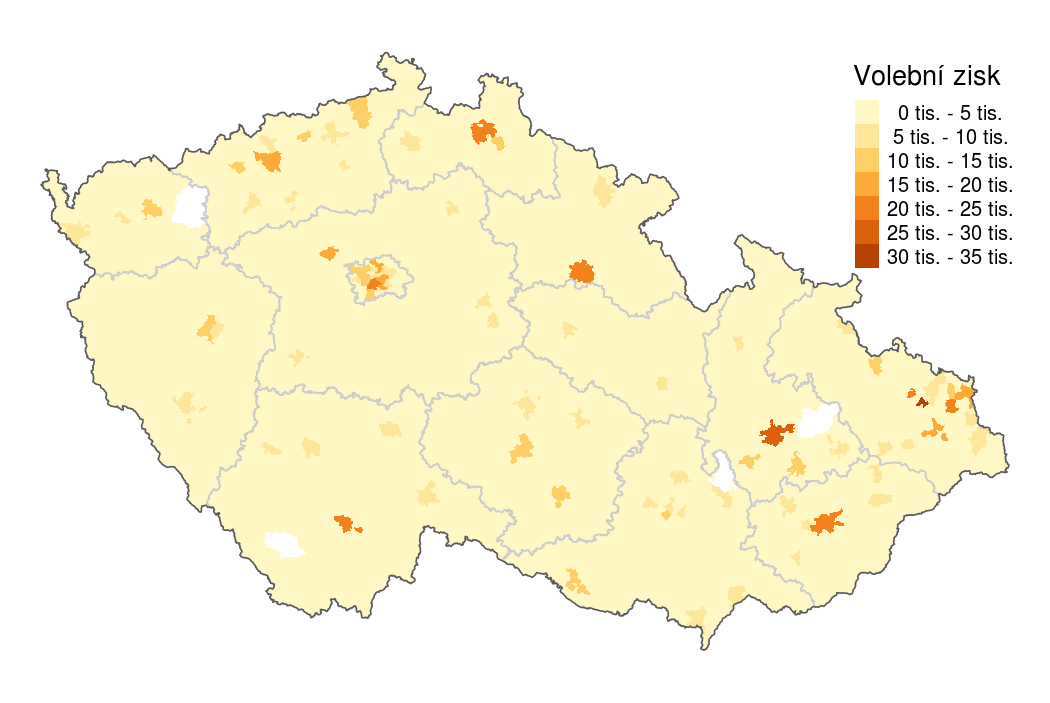 Volební zisk
0 tis. - 5 tis.
5 tis. - 10 tis.
10 tis. - 15 tis.
15 tis. - 20 tis.
20 tis. - 25 tis.
25 tis. - 30 tis.
30 tis. - 35 tis.